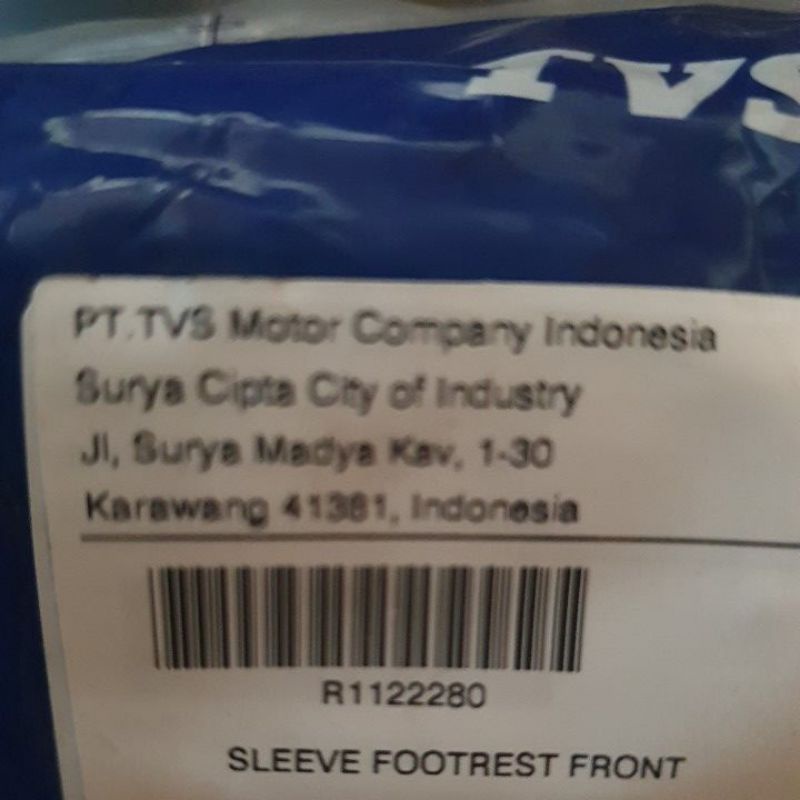 TVS
PT.TVS Motor Company Indonesia
Surya Cipta City of Industry
Jl, Surya Madya Kav, 1-30
Karawang 41361, Indonesia
R1122280
SLEEVE FOOTREST FRONT